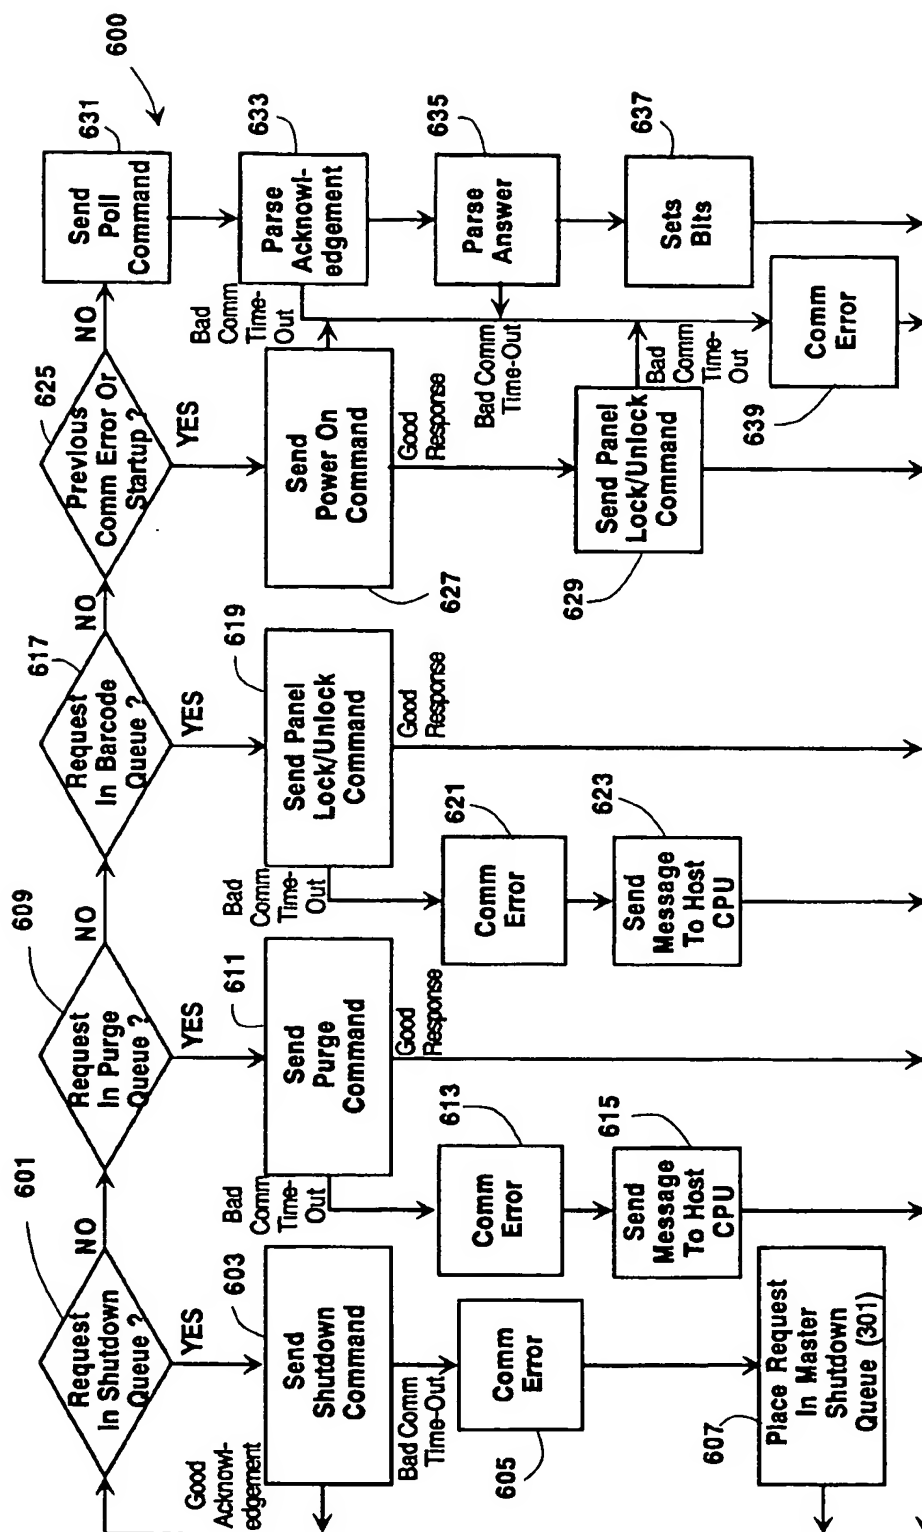 600
601
Request
In Shutdown
Queue ?
NO
YES
603
Send
Shutdown
Command
Good
Acknowl-
edgement
Bad Comm
Time-Out
Comm
Error
605
Place Request
In Master
Shutdown
Queue (301)
607
609
Request
In Purge
Queue ?
NO
YES
611
Send
Purge
Command
Bad
Comm
Time-
Out
Good
Response
613
Comm
Error
615
Send
Message
To Host
CPU
617
Request
In Barcode
Queue ?
NO
YES
619
Send Panel
Lock/Unlock
Command
Bad
Comm
Time-
Out
Good
Response
621
Comm
Error
623
Send
Message
To Host
CPU
625
Previous
Comm Error Or
Startup ?
NO
YES
Send
Power On
Command
627
Good
Response
Send Panel
Lock/Unlock
Command
629
Bad
Comm
Time-
Out
631
Send
Poll
Command
633
Parse
Acknowl-
edgement
Bad
Comm
Time-
Out
635
Parse
Answer
Bad Comm
Time-Out
637
Sets
Bits
Comm
Error
639